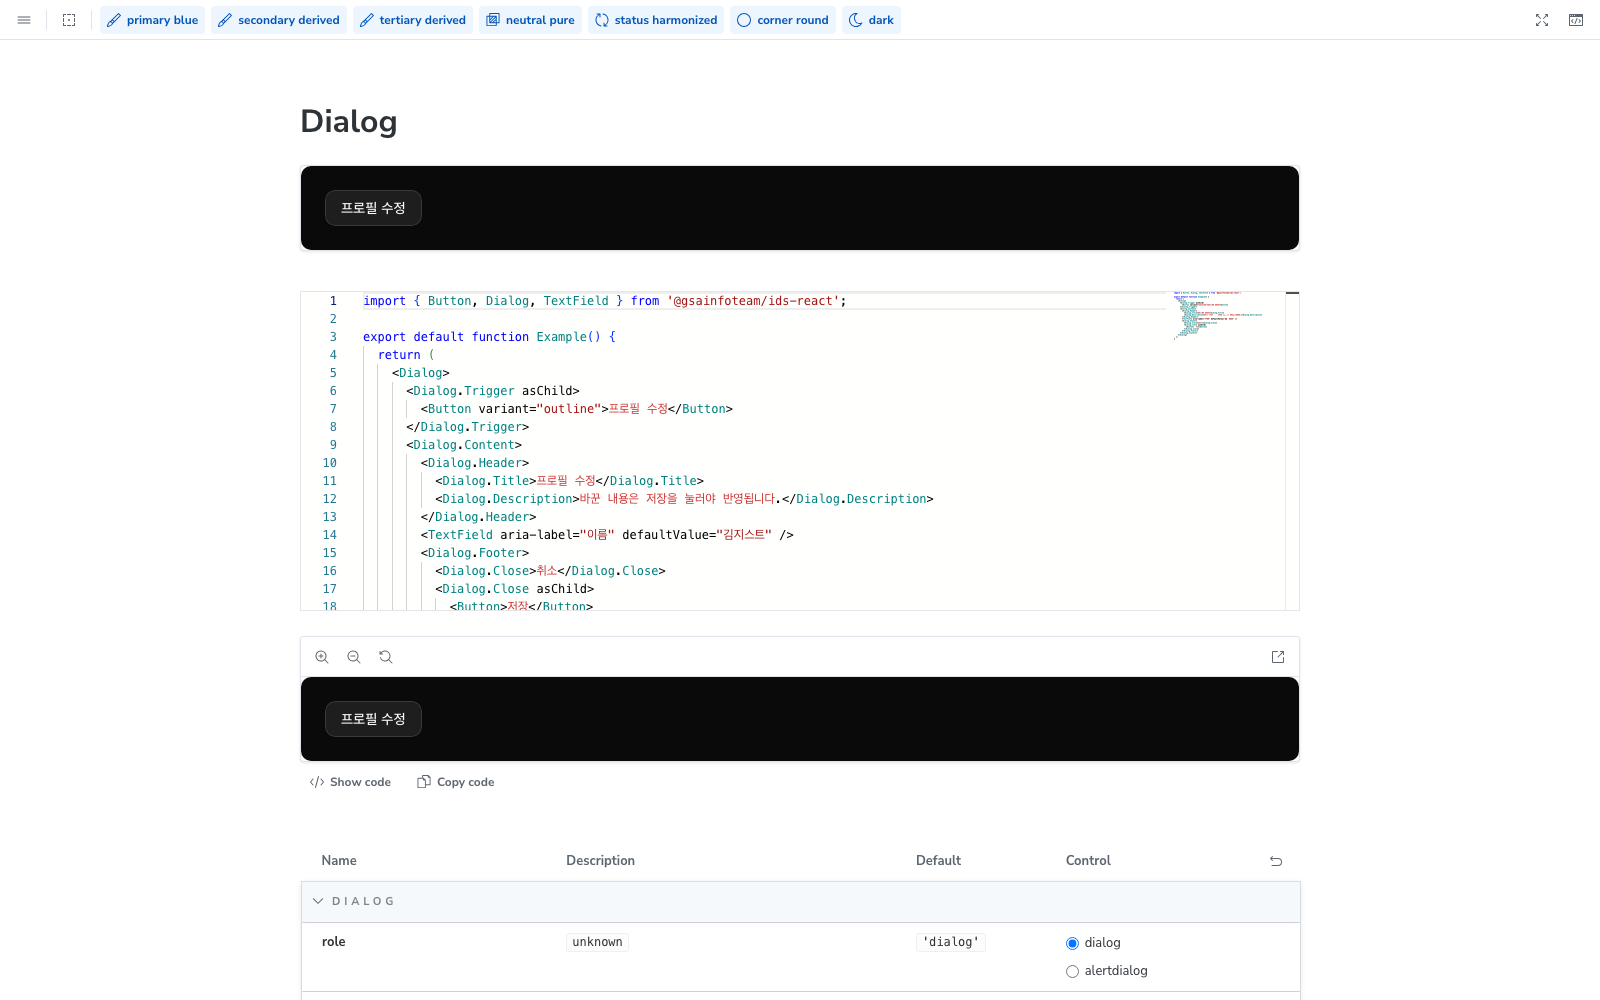 primary blue
secondary derived
tertiary derived
neutral pure
status harmonized
corner round
dark
Dialog
프로필 수정
1 import { Button, Dialog, TextField } from '@gsainfoteam/ids-react';
2
3 export default function Example() {
4 return (
5 <Dialog>
6 <Dialog.Trigger asChild>
7 <Button variant="outline">프로필 수정</Button>
8 </Dialog.Trigger>
9 <Dialog.Content>
10 <Dialog.Header>
11 <Dialog.Title>프로필 수정</Dialog.Title>
12 <Dialog.Description>바꾼 내용은 저장을 눌러야 반영됩니다.</Dialog.Description>
13 </Dialog.Header>
14 <TextField aria-label="이름" defaultValue="김지스트" />
15 <Dialog.Footer>
16 <Dialog.Close>취소</Dialog.Close>
17 <Dialog.Close asChild>
18 <Button>저장</Button>
프로필 수정
Show code
Copy code
Name Description Default Control
DIALOG
role unknown 'dialog' dialog
alertdialog